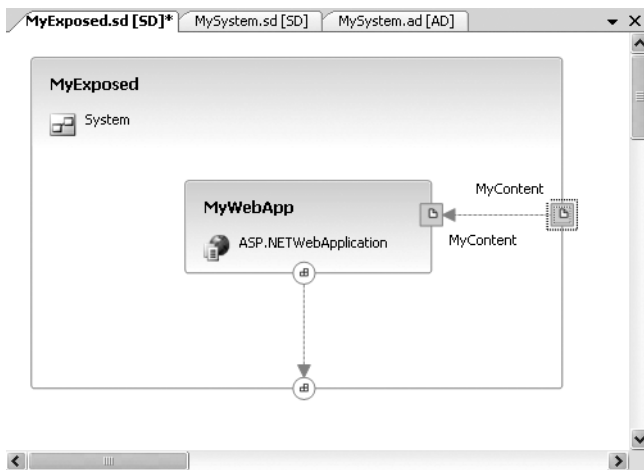 MyExposed.sd [SD]* MySystem.sd [SD] MySystem.ad [AD]
MyExposed
System
MyContent
MyWebApp
ASP.NETWebApplication
MyContent